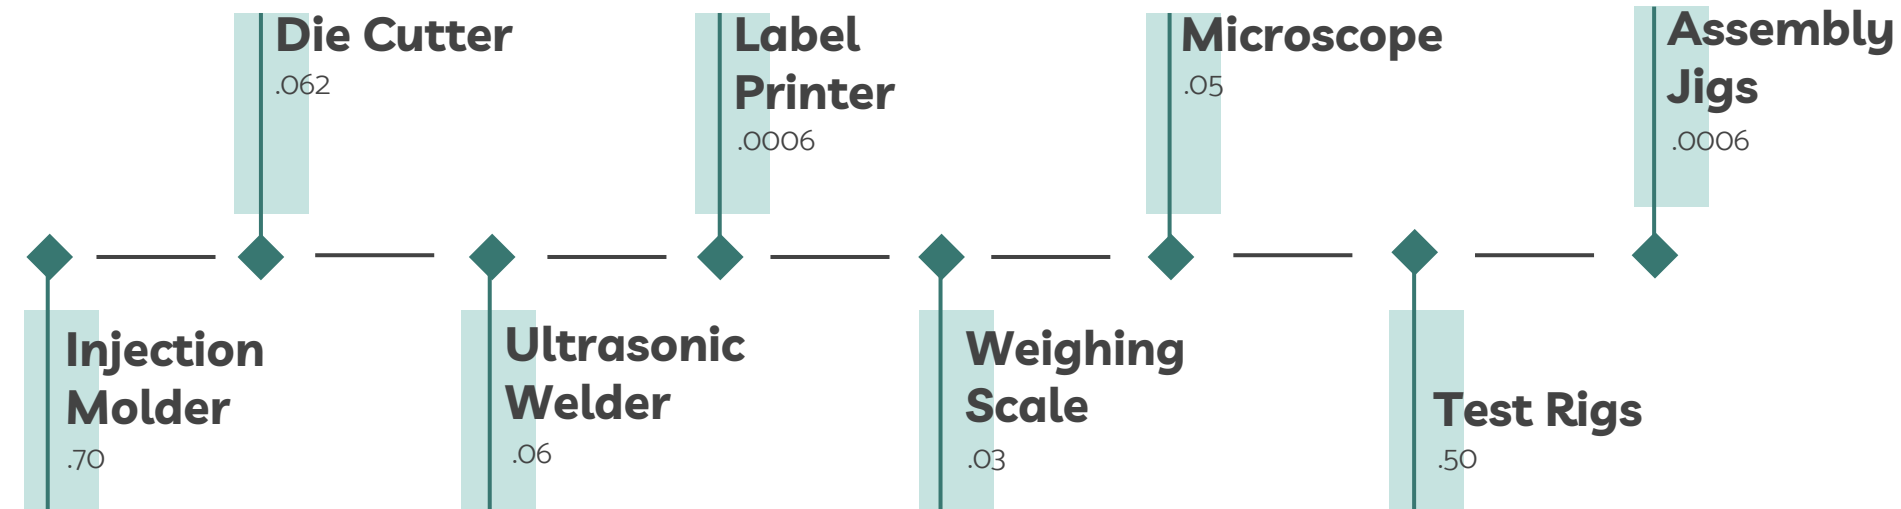 Injection
Molder
.70
Die Cutter
.062
Ultrasonic
Welder
.06
Label
Printer
.0006
Weighing
Scale
.03
Microscope
.05
Test Rigs
.50
Assembly
Jigs
.0006